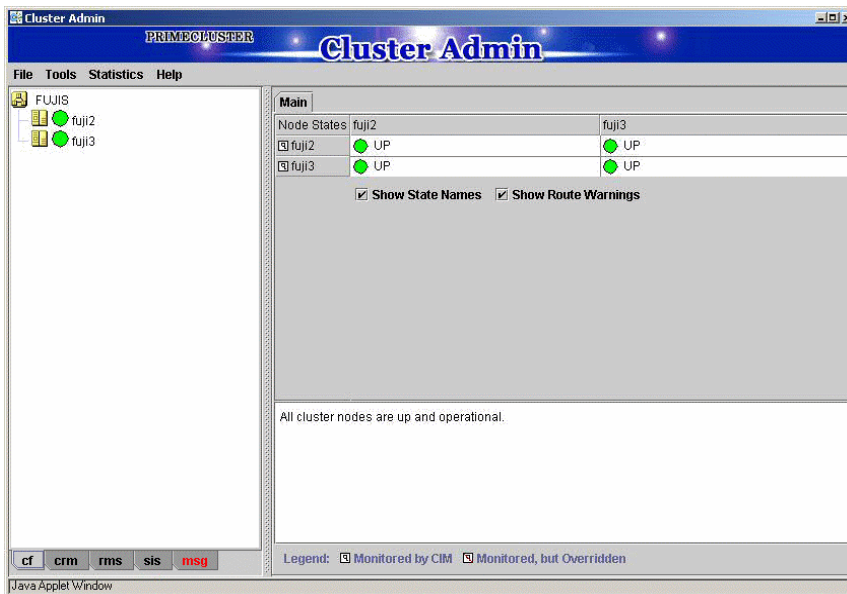 Cluster Admin
PRIMECLUSTER
Cluster Admin
File Tools Statistics Help
FUJIS
fuji2
fuji3
Main
Node States fuji2 fuji3
fuji2 UP UP
fuji3 UP UP
Show State Names Show Route Warnings
All cluster nodes are up and operational.
cf crm rms sis msg
Legend: Monitored by CIM Monitored, but Overridden
Java Applet Window